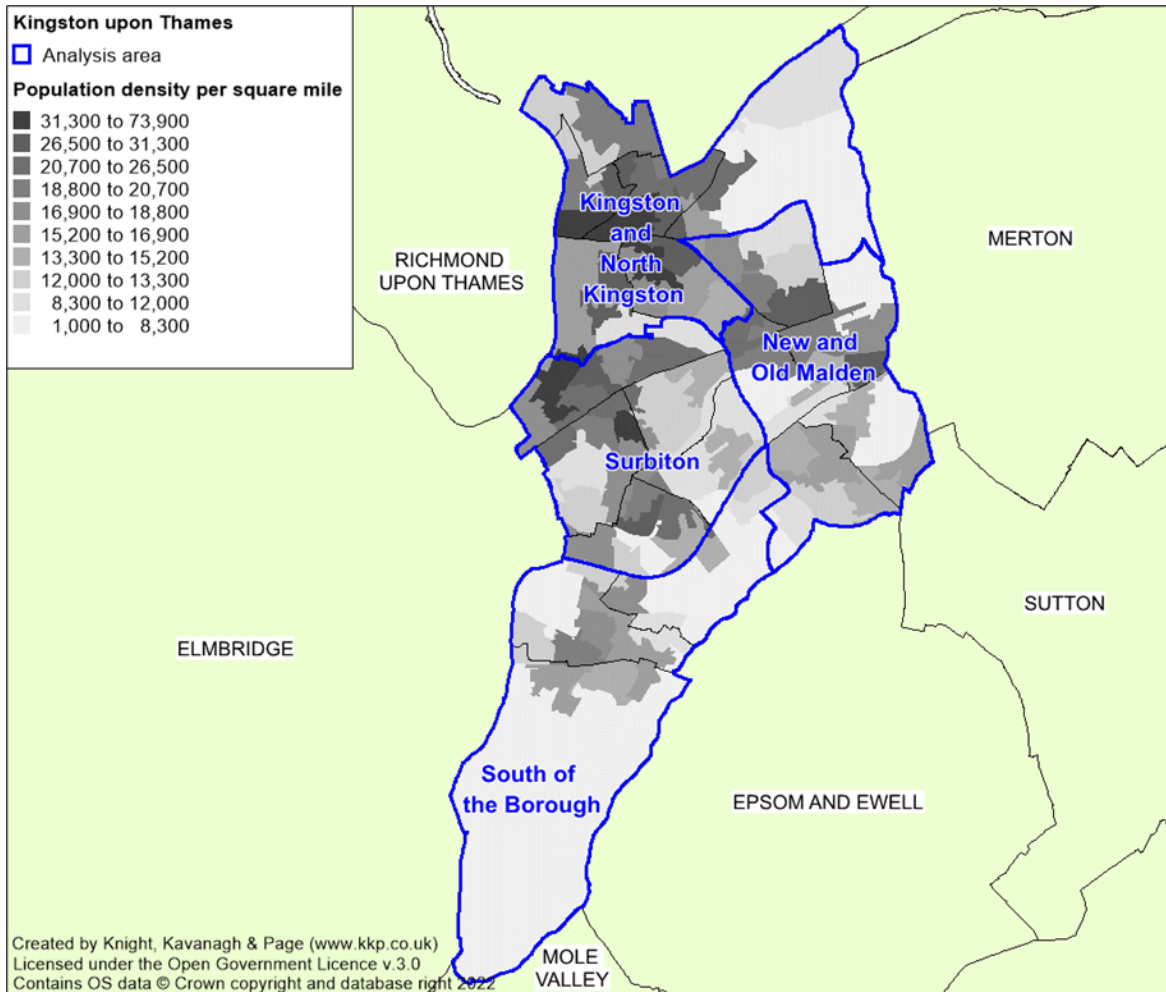 Kingston upon Thames
Analysis area
Population density per square mile
31,300 to 73,900
26,500 to 31,300
20,700 to 26,500
18,800 to 20,700
16,900 to 18,800
15,200 to 16,900
13,300 to 15,200
12,000 to 13,300
8,300 to 12,000
1,000 to 8,300
Kingston
and
North
Kingston
RICHMOND
UPON THAMES
MERTON
New and
Old Malden
Surbiton
SUTTON
ELMBRIDGE
South of
the Borough
EPSOM AND EWELL
MOLE
VALLEY
Created by Knight, Kavanagh & Page (www.kkp.co.uk)
Licensed under the Open Government Licence v.3.0
Contains OS data © Crown copyright and database right 2022